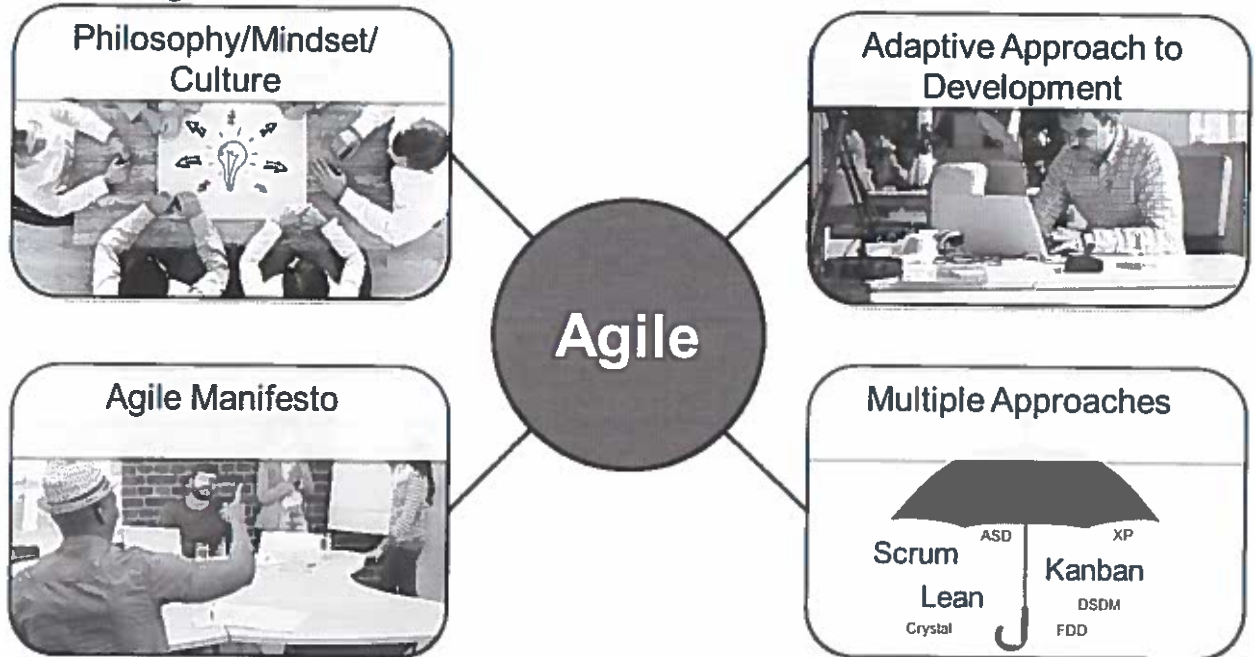 Philosophy/Mindset/
Culture
Adaptive Approach to
Development
Agile
Agile Manifesto
Multiple Approaches
ASD
XP
Scrum
Kanban
Lean
DSDM
Crystal
FDD